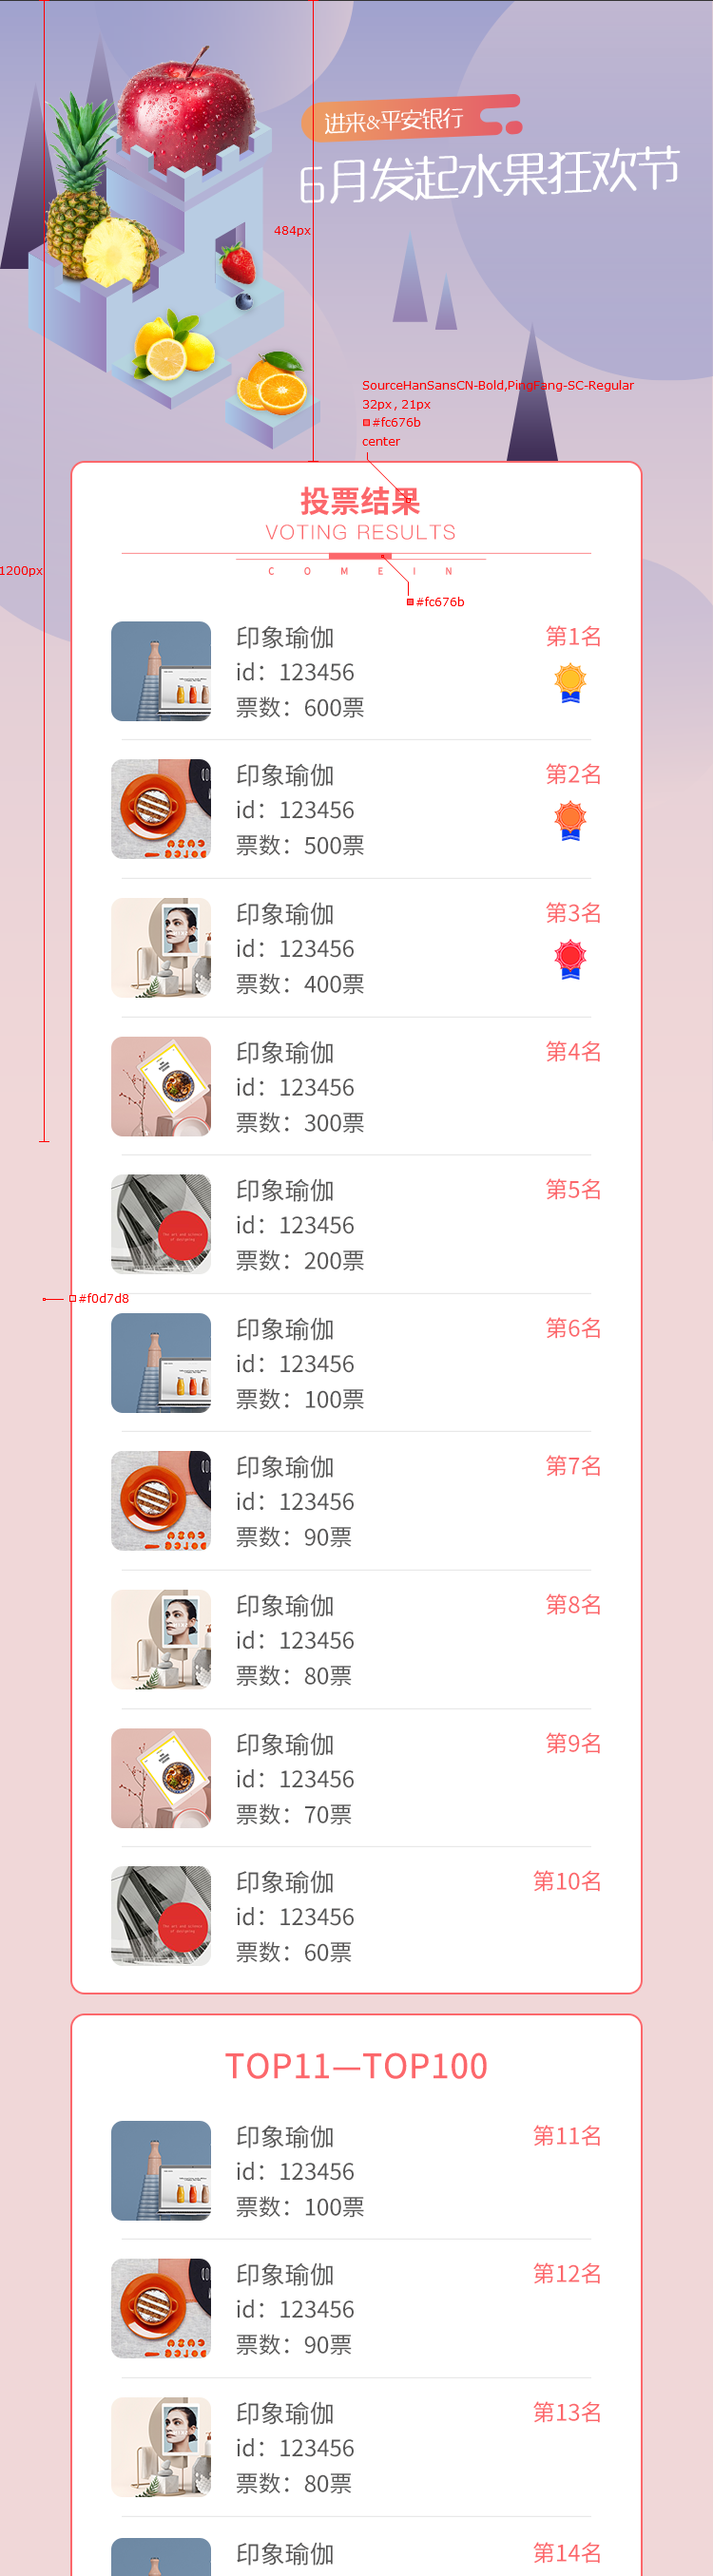 进来&平安银行
6月发起水果狂欢节
484px
SourceHanSansCN-Bold,PingFang-SC-Regular
32px , 21px
#fc676b
center
投票结果
VOTING RESULTS
COMEIN
1200px
#fc676b
印象瑜伽
第1名
id：123456
票数：600票
印象瑜伽
第2名
id：123456
票数：500票
印象瑜伽
第3名
id：123456
票数：400票
印象瑜伽
第4名
id：123456
票数：300票
印象瑜伽
第5名
id：123456
票数：200票
#f0d7d8
印象瑜伽
第6名
id：123456
票数：100票
印象瑜伽
第7名
id：123456
票数：90票
印象瑜伽
第8名
id：123456
票数：80票
印象瑜伽
第9名
id：123456
票数：70票
印象瑜伽
第10名
id：123456
票数：60票
TOP11—TOP100
印象瑜伽
第11名
id：123456
票数：100票
印象瑜伽
第12名
id：123456
票数：90票
印象瑜伽
第13名
id：123456
票数：80票
印象瑜伽
第14名